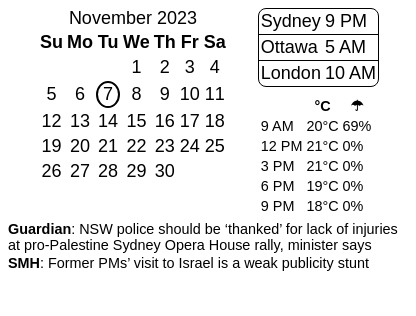 November 2023
Su Mo Tu We Th Fr Sa
1 2 3 4
5 6 7 8 9 10 11
12 13 14 15 16 17 18
19 20 21 22 23 24 25
26 27 28 29 30
Sydney 9 PM
Ottawa 5 AM
London 10 AM
°C ☂
9 AM 20°C 69%
12 PM 21°C 0%
3 PM 21°C 0%
6 PM 19°C 0%
9 PM 18°C 0%
Guardian: NSW police should be ‘thanked’ for lack of injuries
at pro-Palestine Sydney Opera House rally, minister says
SMH: Former PMs’ visit to Israel is a weak publicity stunt